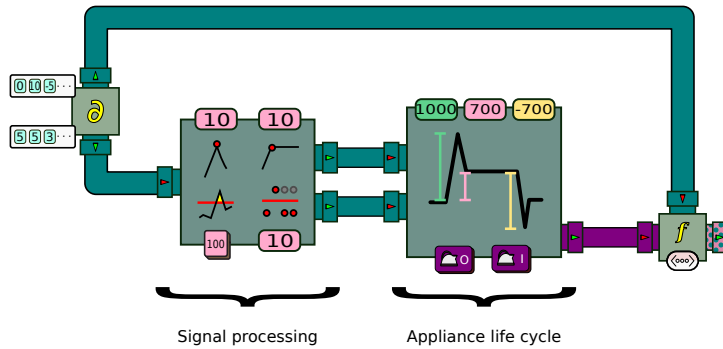 0 10 -5 ...
∂
5 5 3 ...
10 10
100
10
1000 700 -700
0 I
f
<ooo>
Signal processing
Appliance life cycle